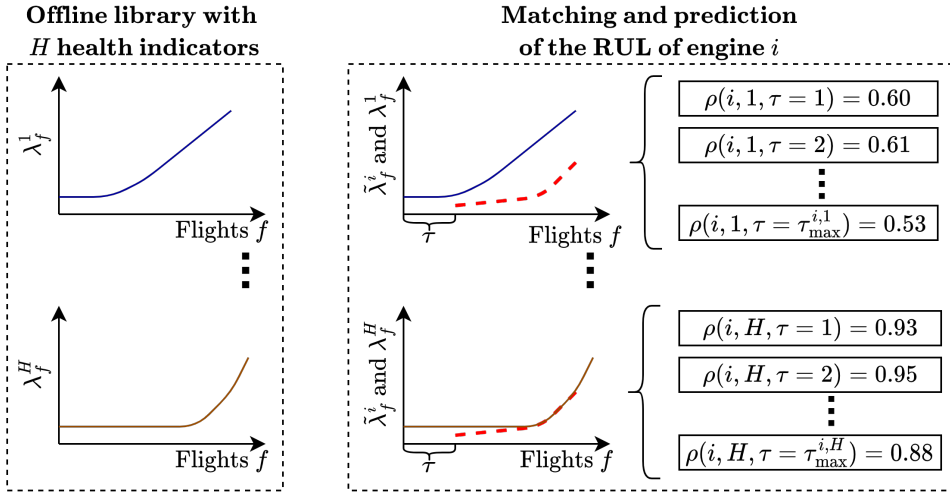 Offline library with
H health indicators
λ_f^1
Flights f
λ_f^H
Flights f
Matching and prediction
of the RUL of engine i
λ̃_f^i and λ_f^1
τ
Flights f
ρ(i, 1, τ = 1) = 0.60
ρ(i, 1, τ = 2) = 0.61
ρ(i, 1, τ = τ_max^{i,1}) = 0.53
λ̃_f^i and λ_f^H
τ
Flights f
ρ(i, H, τ = 1) = 0.93
ρ(i, H, τ = 2) = 0.95
ρ(i, H, τ = τ_max^{i,H}) = 0.88